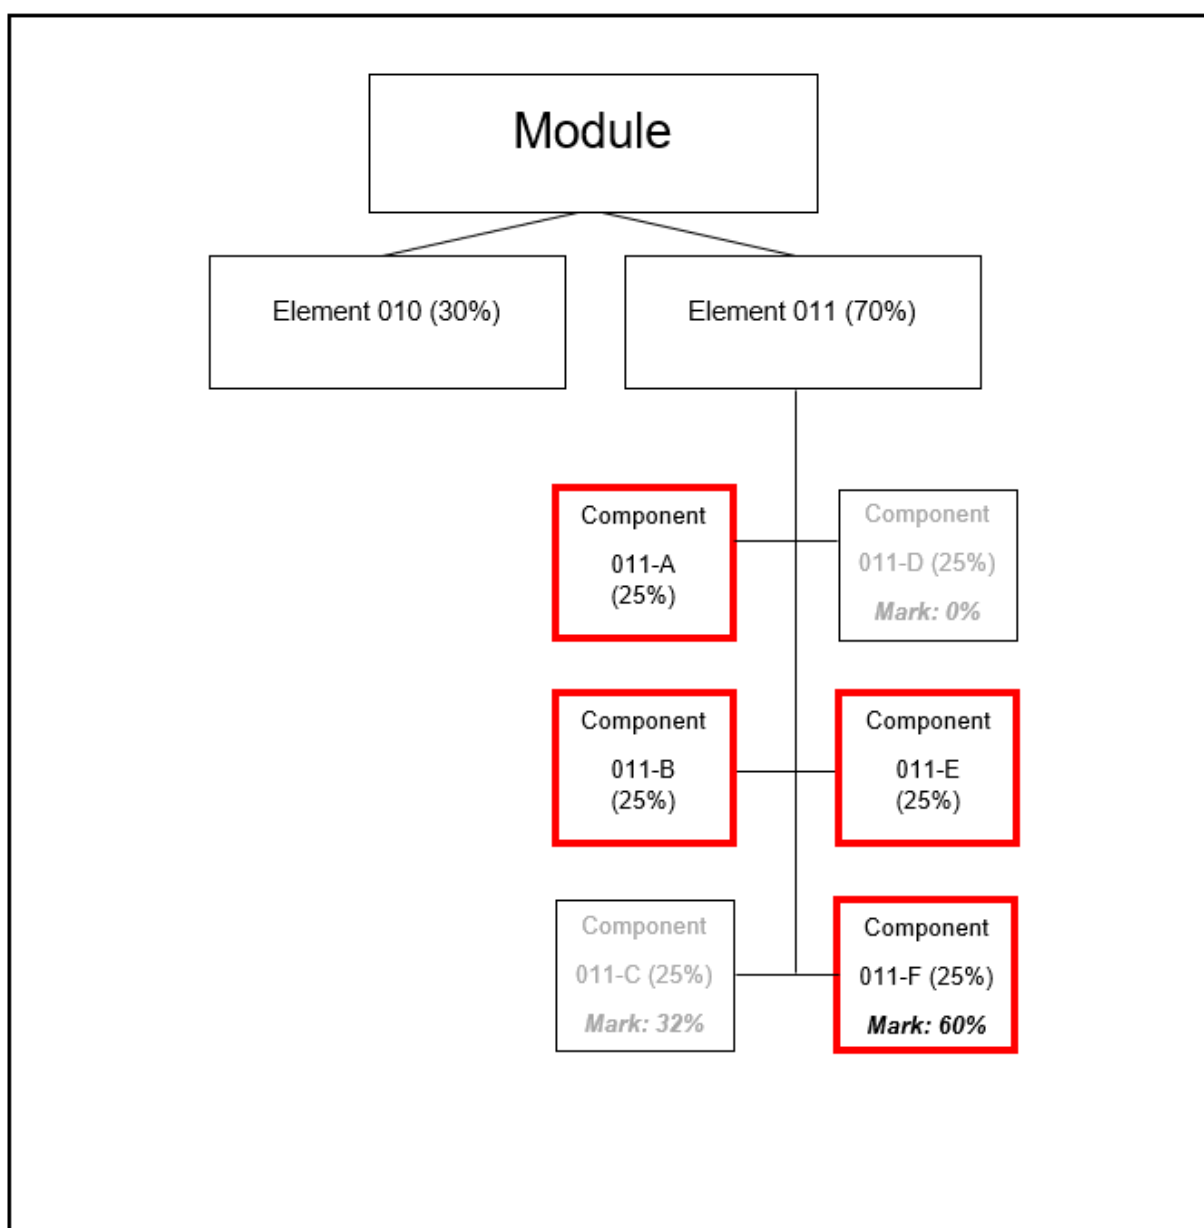 Module
Element 010 (30%)
Element 011 (70%)
Component
011-A
(25%)
Component
011-D (25%)
Mark: 0%
Component
011-B
(25%)
Component
011-E
(25%)
Component
011-C (25%)
Mark: 32%
Component
011-F (25%)
Mark: 60%